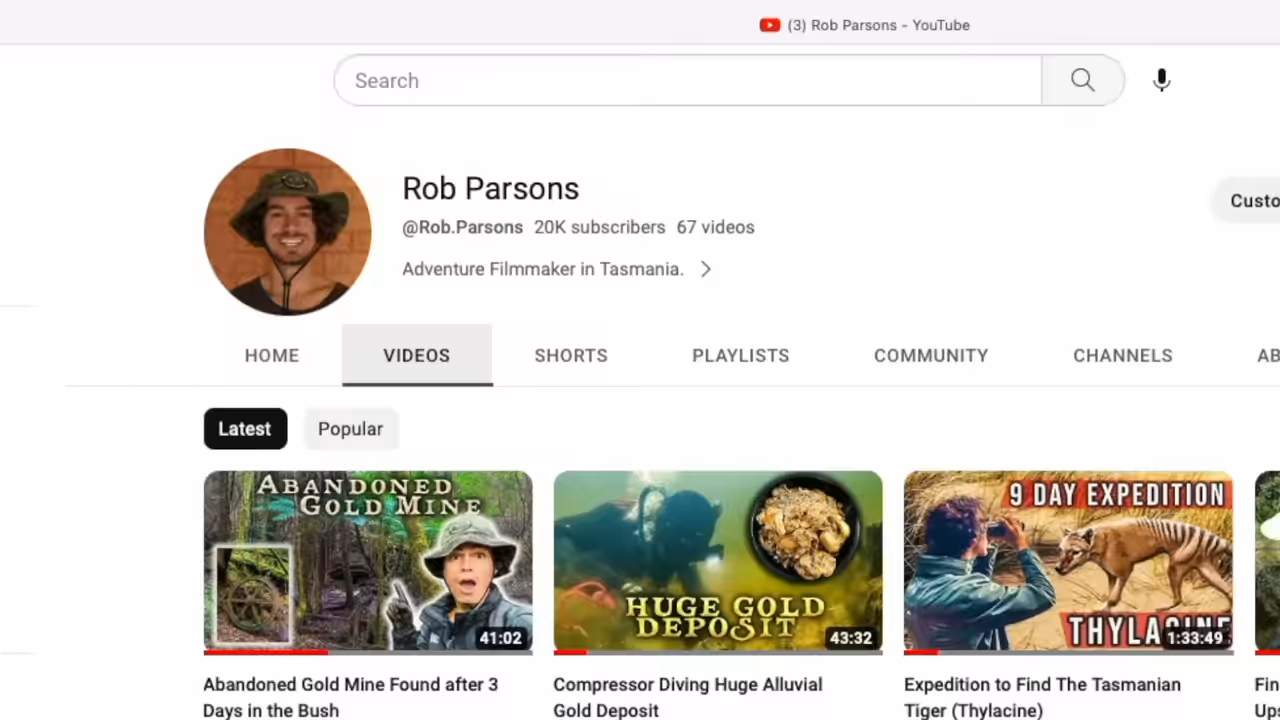 (3) Rob Parsons - YouTube
Search
Rob Parsons
@Rob.Parsons 20K subscribers 67 videos
Adventure Filmmaker in Tasmania.
Custo
HOME VIDEOS SHORTS PLAYLISTS COMMUNITY CHANNELS AB
Latest Popular
ABANDONED
GOLD MINE
41:02
HUGE GOLD
DEPOSIT
43:32
9 DAY EXPEDITION
THYLACINE
1:33:49
Abandoned Gold Mine Found after 3
Days in the Bush
Compressor Diving Huge Alluvial
Gold Deposit
Expedition to Find The Tasmanian
Tiger (Thylacine)
Fin
Ups